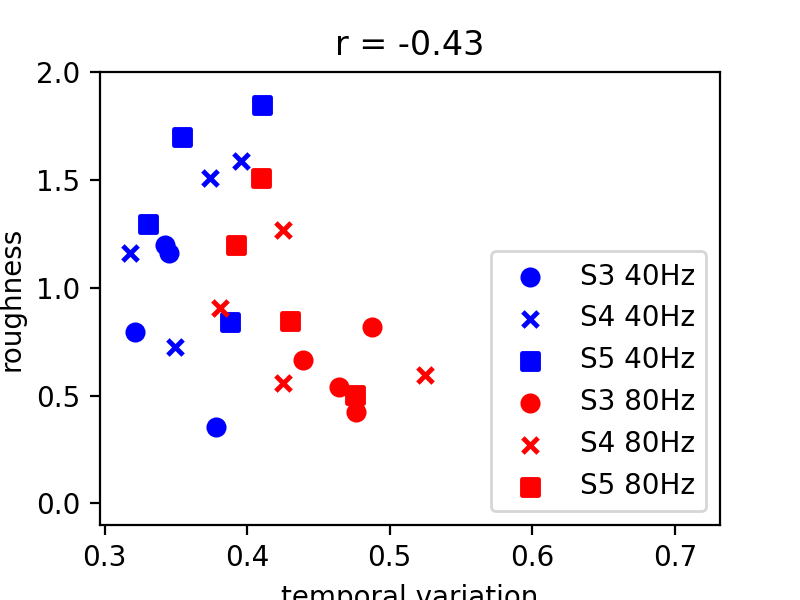 r = -0.43
2.0
1.5
1.0
0.5
0.0
roughness
S3 40Hz
S4 40Hz
S5 40Hz
S3 80Hz
S4 80Hz
S5 80Hz
0.3 0.4 0.5 0.6 0.7
temporal variation